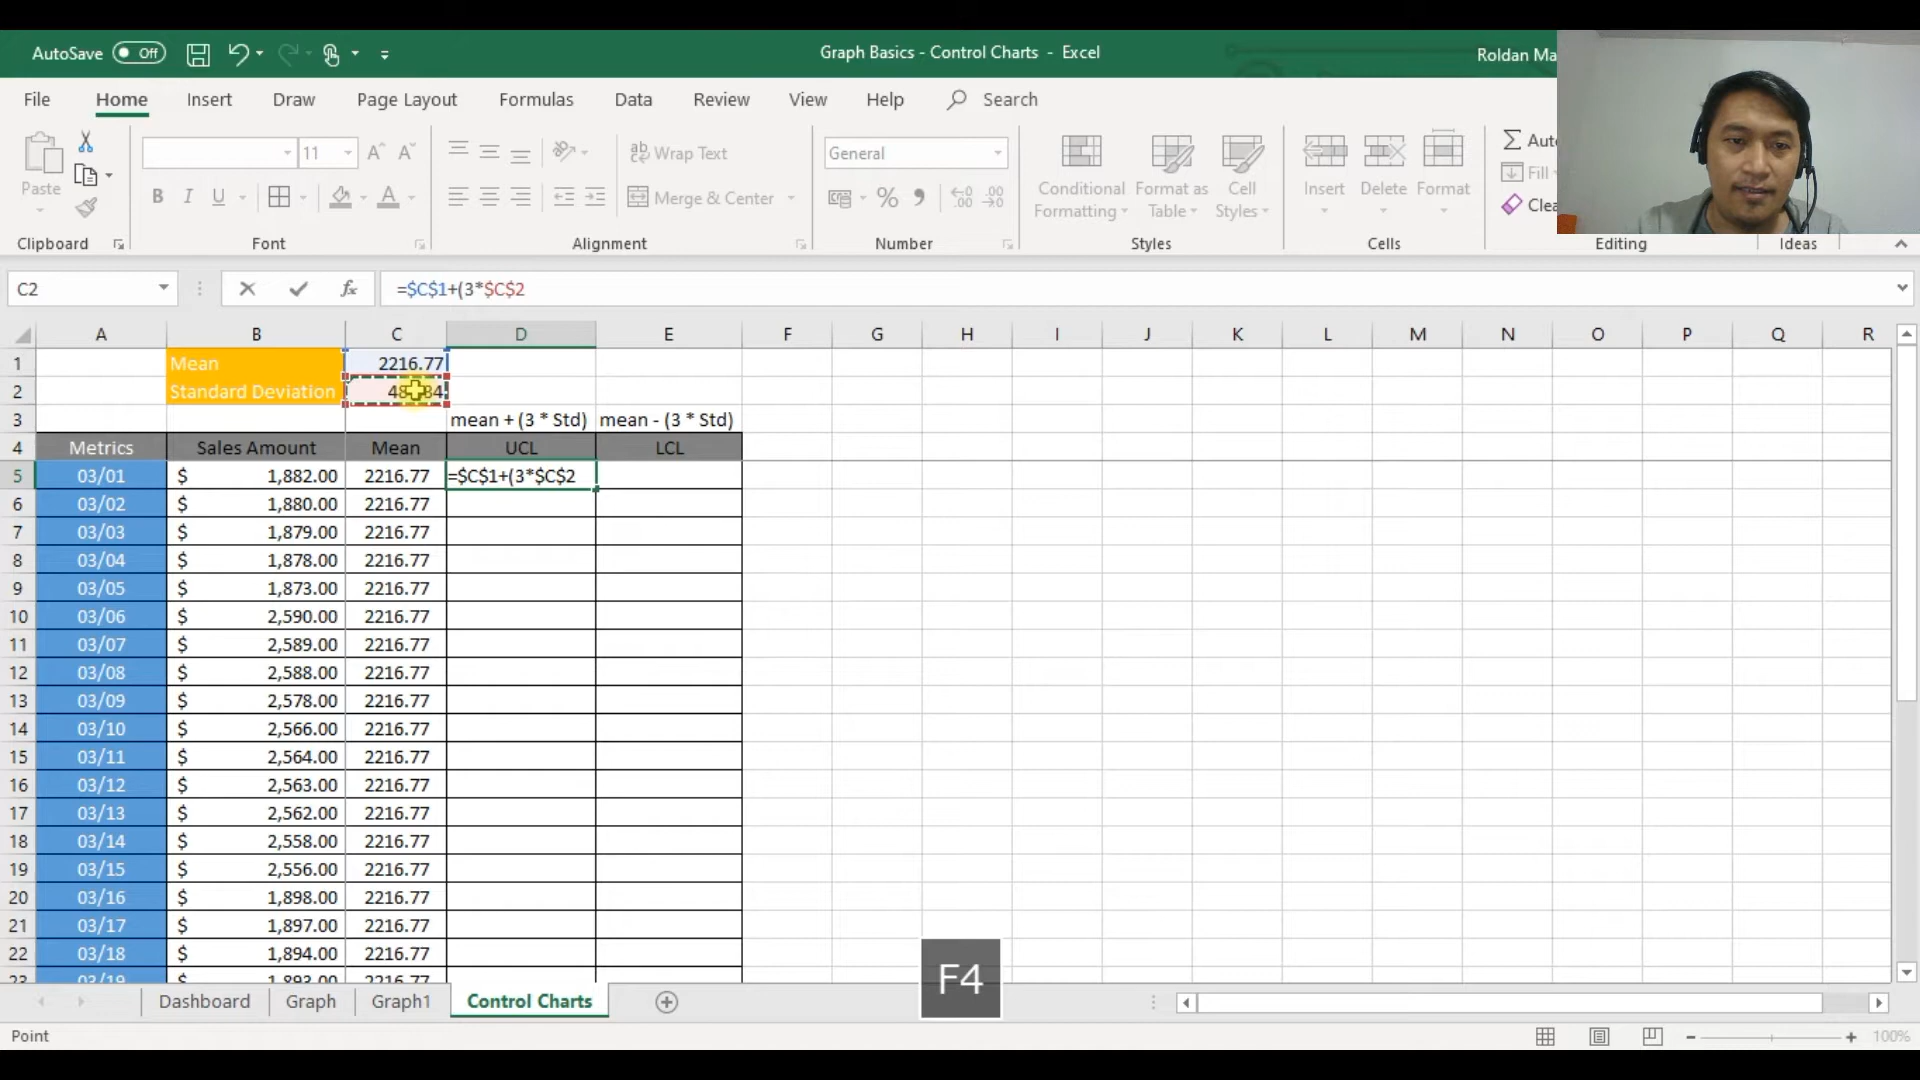 AutoSave Off
Graph Basics - Control Charts - Excel
Roldan Ma
File Home Insert Draw Page Layout Formulas Data Review View Help Search
Paste
Clipboard
11
B I U
Font
Wrap Text
Merge & Center
Alignment
General
Number
Conditional Formatting
Format as Table
Cell Styles
Styles
Insert Delete Format
Cells
Fill
Editing
Ideas
C2
fx
=$C$1+(3*$C$2
A B C D E F G H I J K L M N O P Q R
1 Mean 2216.77
2 Standard Deviation
3 mean + (3 * Std) mean - (3 * Std)
4 Metrics Sales Amount Mean UCL LCL
5 03/01 $ 1,882.00 2216.77 =$C$1+(3*$C$2
6 03/02 $ 1,880.00 2216.77
7 03/03 $ 1,879.00 2216.77
8 03/04 $ 1,878.00 2216.77
9 03/05 $ 1,873.00 2216.77
10 03/06 $ 2,590.00 2216.77
11 03/07 $ 2,589.00 2216.77
12 03/08 $ 2,588.00 2216.77
13 03/09 $ 2,578.00 2216.77
14 03/10 $ 2,566.00 2216.77
15 03/11 $ 2,564.00 2216.77
16 03/12 $ 2,563.00 2216.77
17 03/13 $ 2,562.00 2216.77
18 03/14 $ 2,558.00 2216.77
19 03/15 $ 2,556.00 2216.77
20 03/16 $ 1,898.00 2216.77
21 03/17 $ 1,897.00 2216.77
22 03/18 $ 1,894.00 2216.77
23 03/19 $ 1,893.00 2216.77
F4
Dashboard Graph Graph1 Control Charts
Point
100%